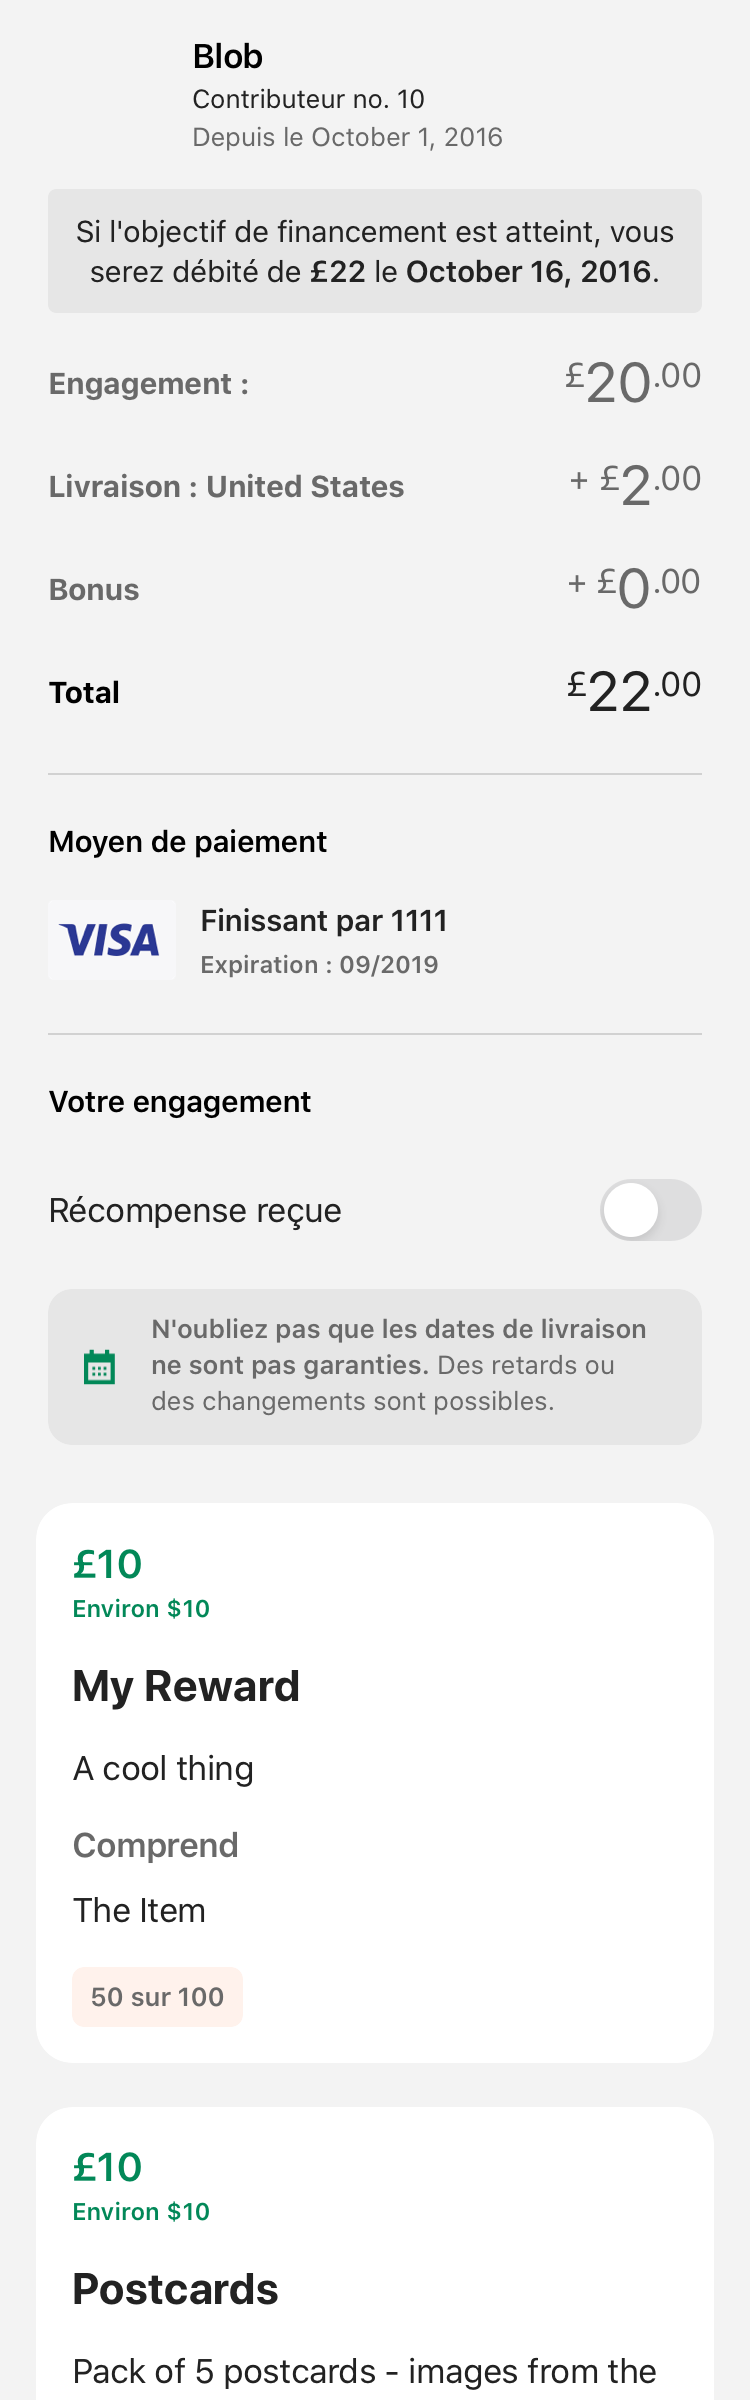 Blob
Contributeur no. 10
Depuis le October 1, 2016
Si l'objectif de financement est atteint, vous
serez débité de £22 le October 16, 2016.
Engagement : £20.00
Livraison : United States + £2.00
Bonus + £0.00
Total £22.00
Moyen de paiement
VISA
Finissant par 1111
Expiration : 09/2019
Votre engagement
Récompense reçue
N'oubliez pas que les dates de livraison
ne sont pas garanties. Des retards ou
des changements sont possibles.
£10
Environ $10
My Reward
A cool thing
Comprend
The Item
50 sur 100
£10
Environ $10
Postcards
Pack of 5 postcards - images from the